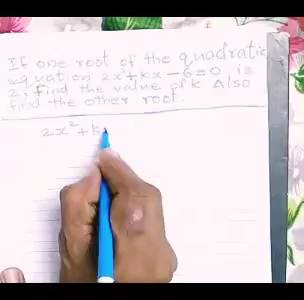 If one root of the quadratic
equation 2x²+kx-6=0 is
2, find the value of k Also
find the other root.
2x²+k